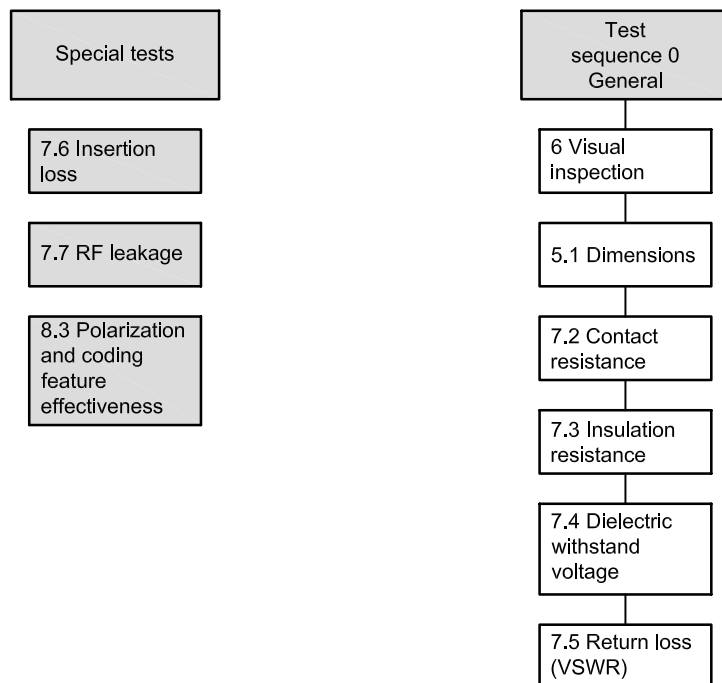 Special tests
7.6 Insertion
loss
7.7 RF leakage
8.3 Polarization
and coding
feature
effectiveness
Test
sequence 0
General
6 Visual
inspection
5.1 Dimensions
7.2 Contact
resistance
7.3 Insulation
resistance
7.4 Dielectric
withstand
voltage
7.5 Return loss
(VSWR)